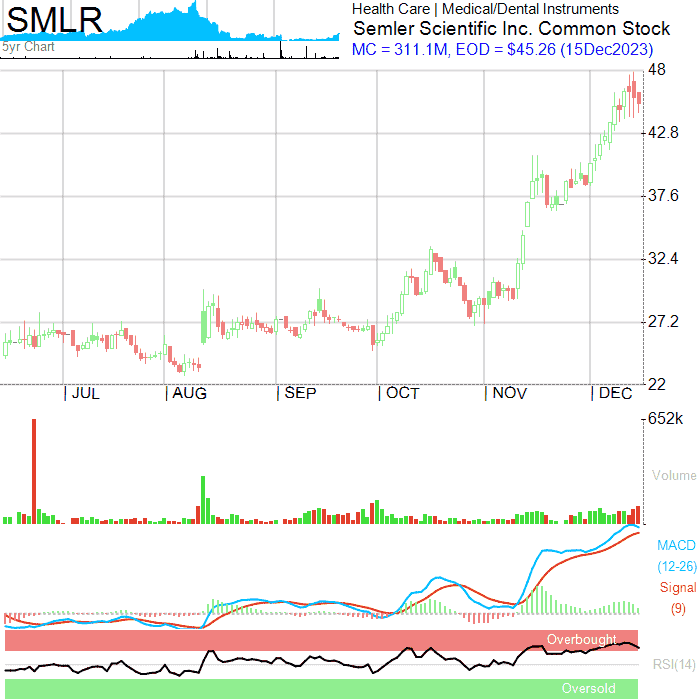 SMLR
5yr Chart
Health Care | Medical/Dental Instruments
Semler Scientific Inc. Common Stock
MC = 311.1M, EOD = $45.26 (15Dec2023)
48
42.8
37.6
32.4
27.2
22
| JUL | AUG | SEP | OCT | NOV | DEC
652k
Volume
MACD
(12-26)
Signal
(9)
Overbought
RSI(14)
Oversold